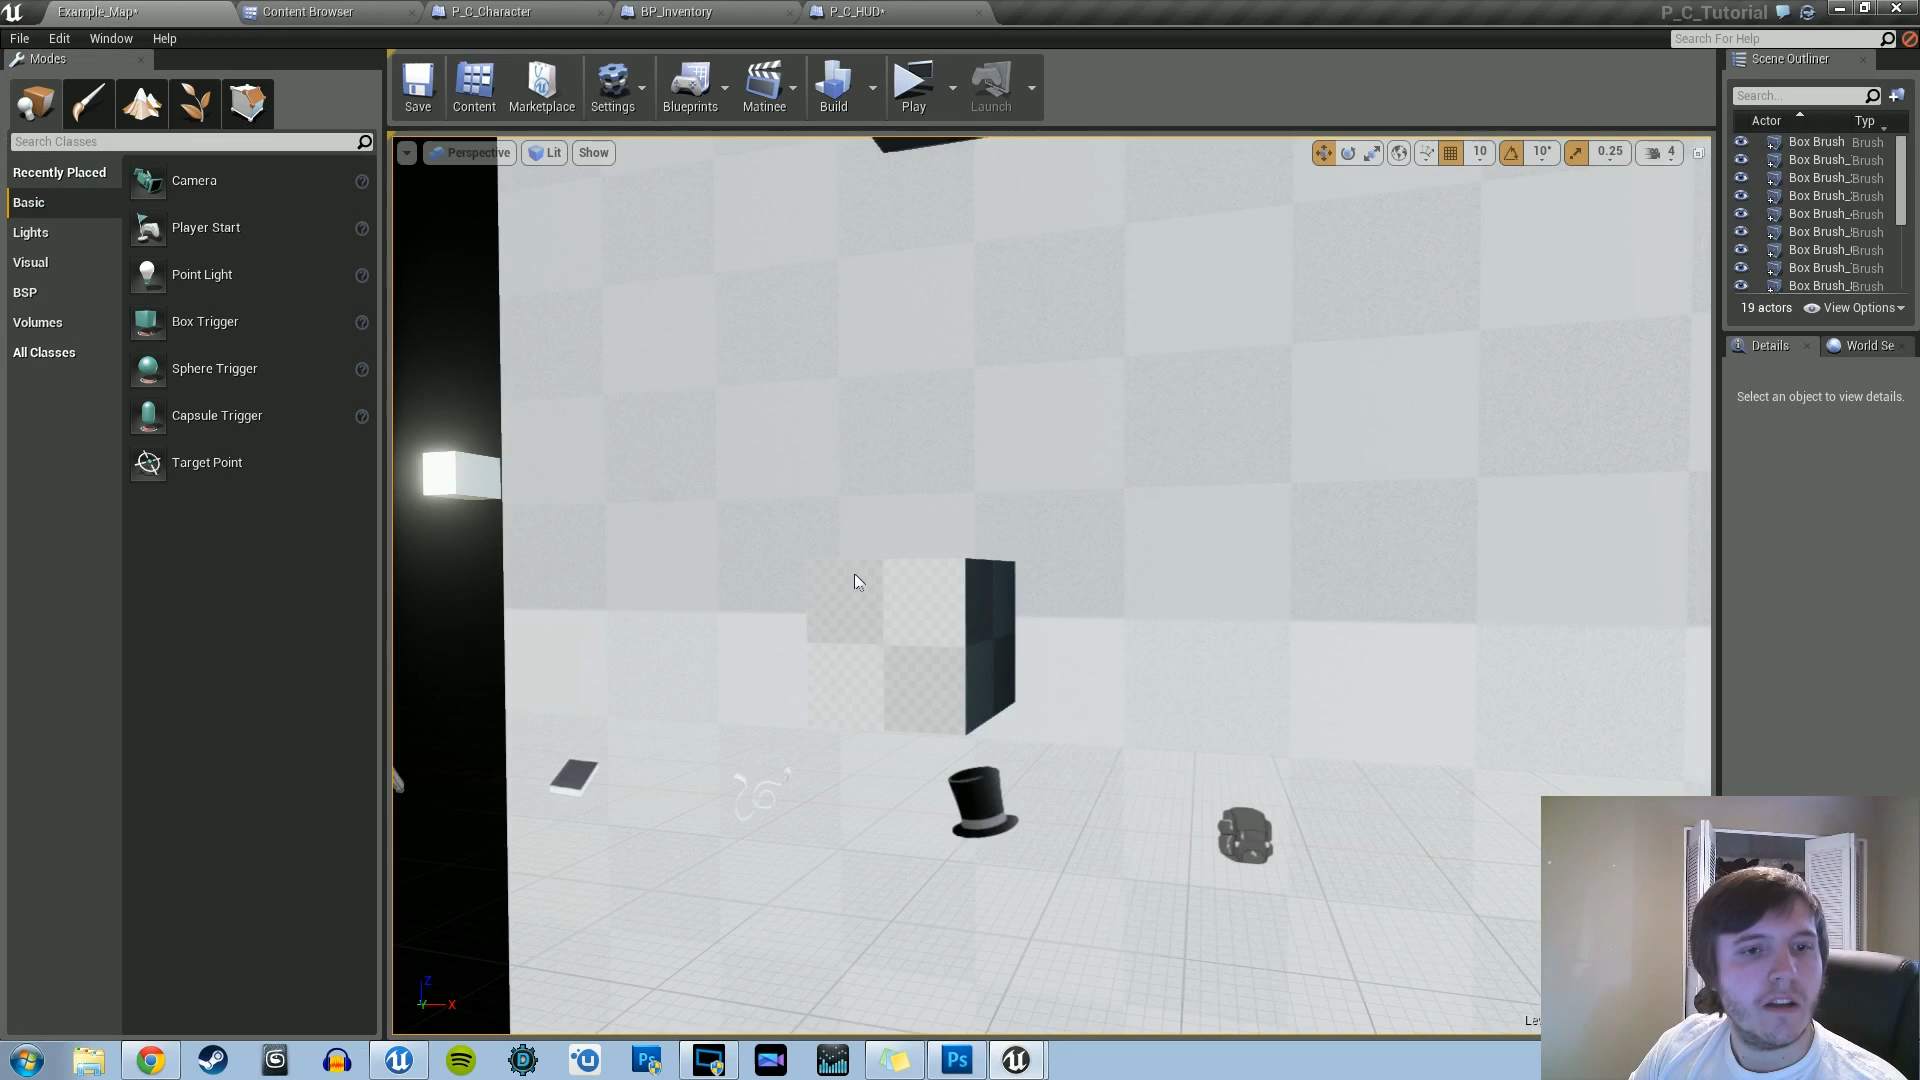 Example_Map*
Content Browser
P_C_Character
BP_Inventory
P_C_HUD*
P_C_Tutorial
File Edit Window Help
Search For Help
Modes
Save
Content
Marketplace
Settings
Blueprints
Matinee
Build
Play
Launch
Scene Outliner
Search...
Search Classes
Actor Typ
Recently Placed
Basic
Lights
Visual
BSP
Volumes
All Classes
Camera
Player Start
Point Light
Box Trigger
Sphere Trigger
Capsule Trigger
Target Point
Perspective
Lit
Show
10
10°
0.25
4
Box Brush Brush
Box Brush_ Brush
Box Brush_ Brush
Box Brush_ Brush
Box Brush_ Brush
Box Brush_ Brush
Box Brush_ Brush
Box Brush_ Brush
Box Brush_ Brush
19 actors
View Options
Details
World Se
Select an object to view details.
Z
Y
X
Ps
Ps